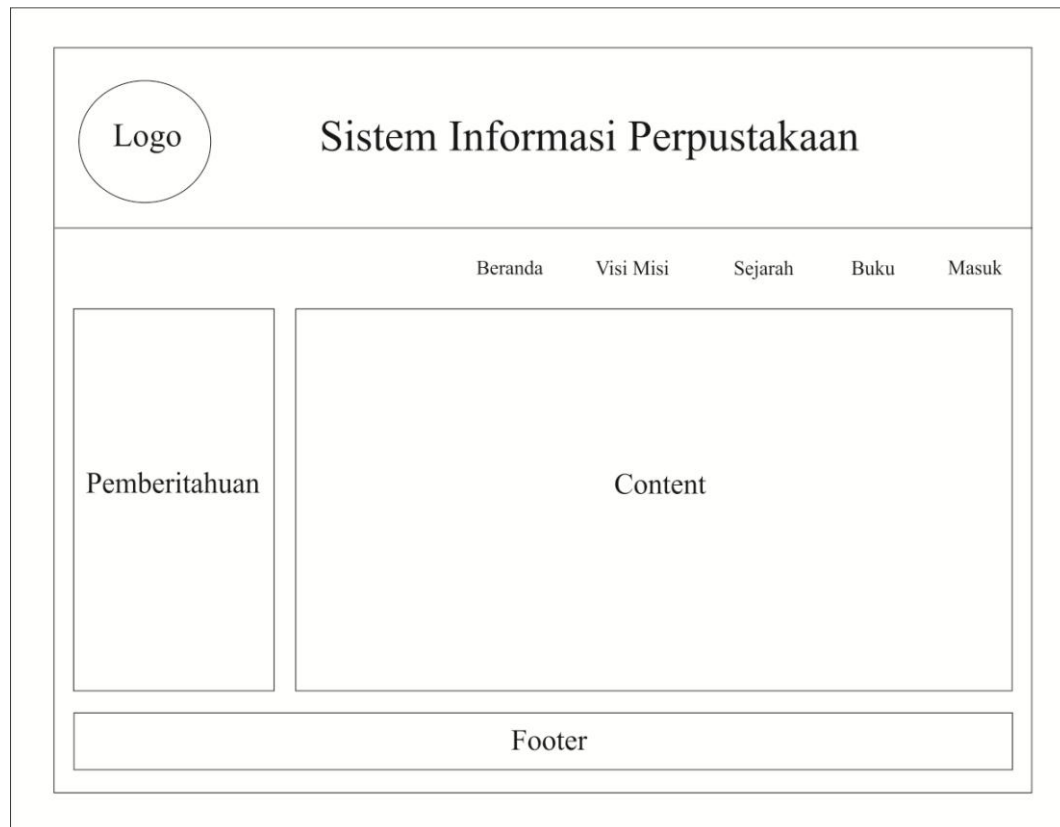 Logo
Sistem Informasi Perpustakaan
Beranda Visi Misi Sejarah Buku Masuk
Pemberitahuan
Content
Footer